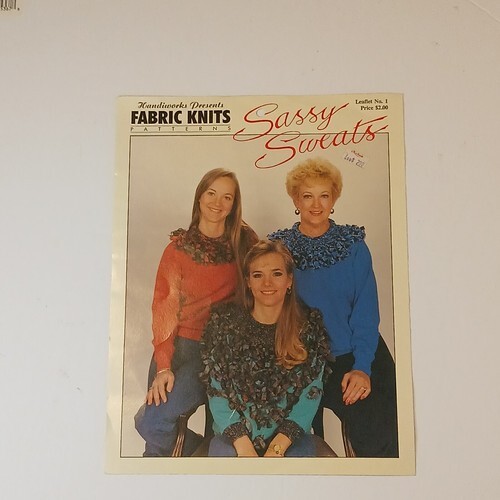 Handiworks Presents
FABRIC KNITS
PATTERNS
Sassy
Sweats
Leaflet No. 1
Price $2.00